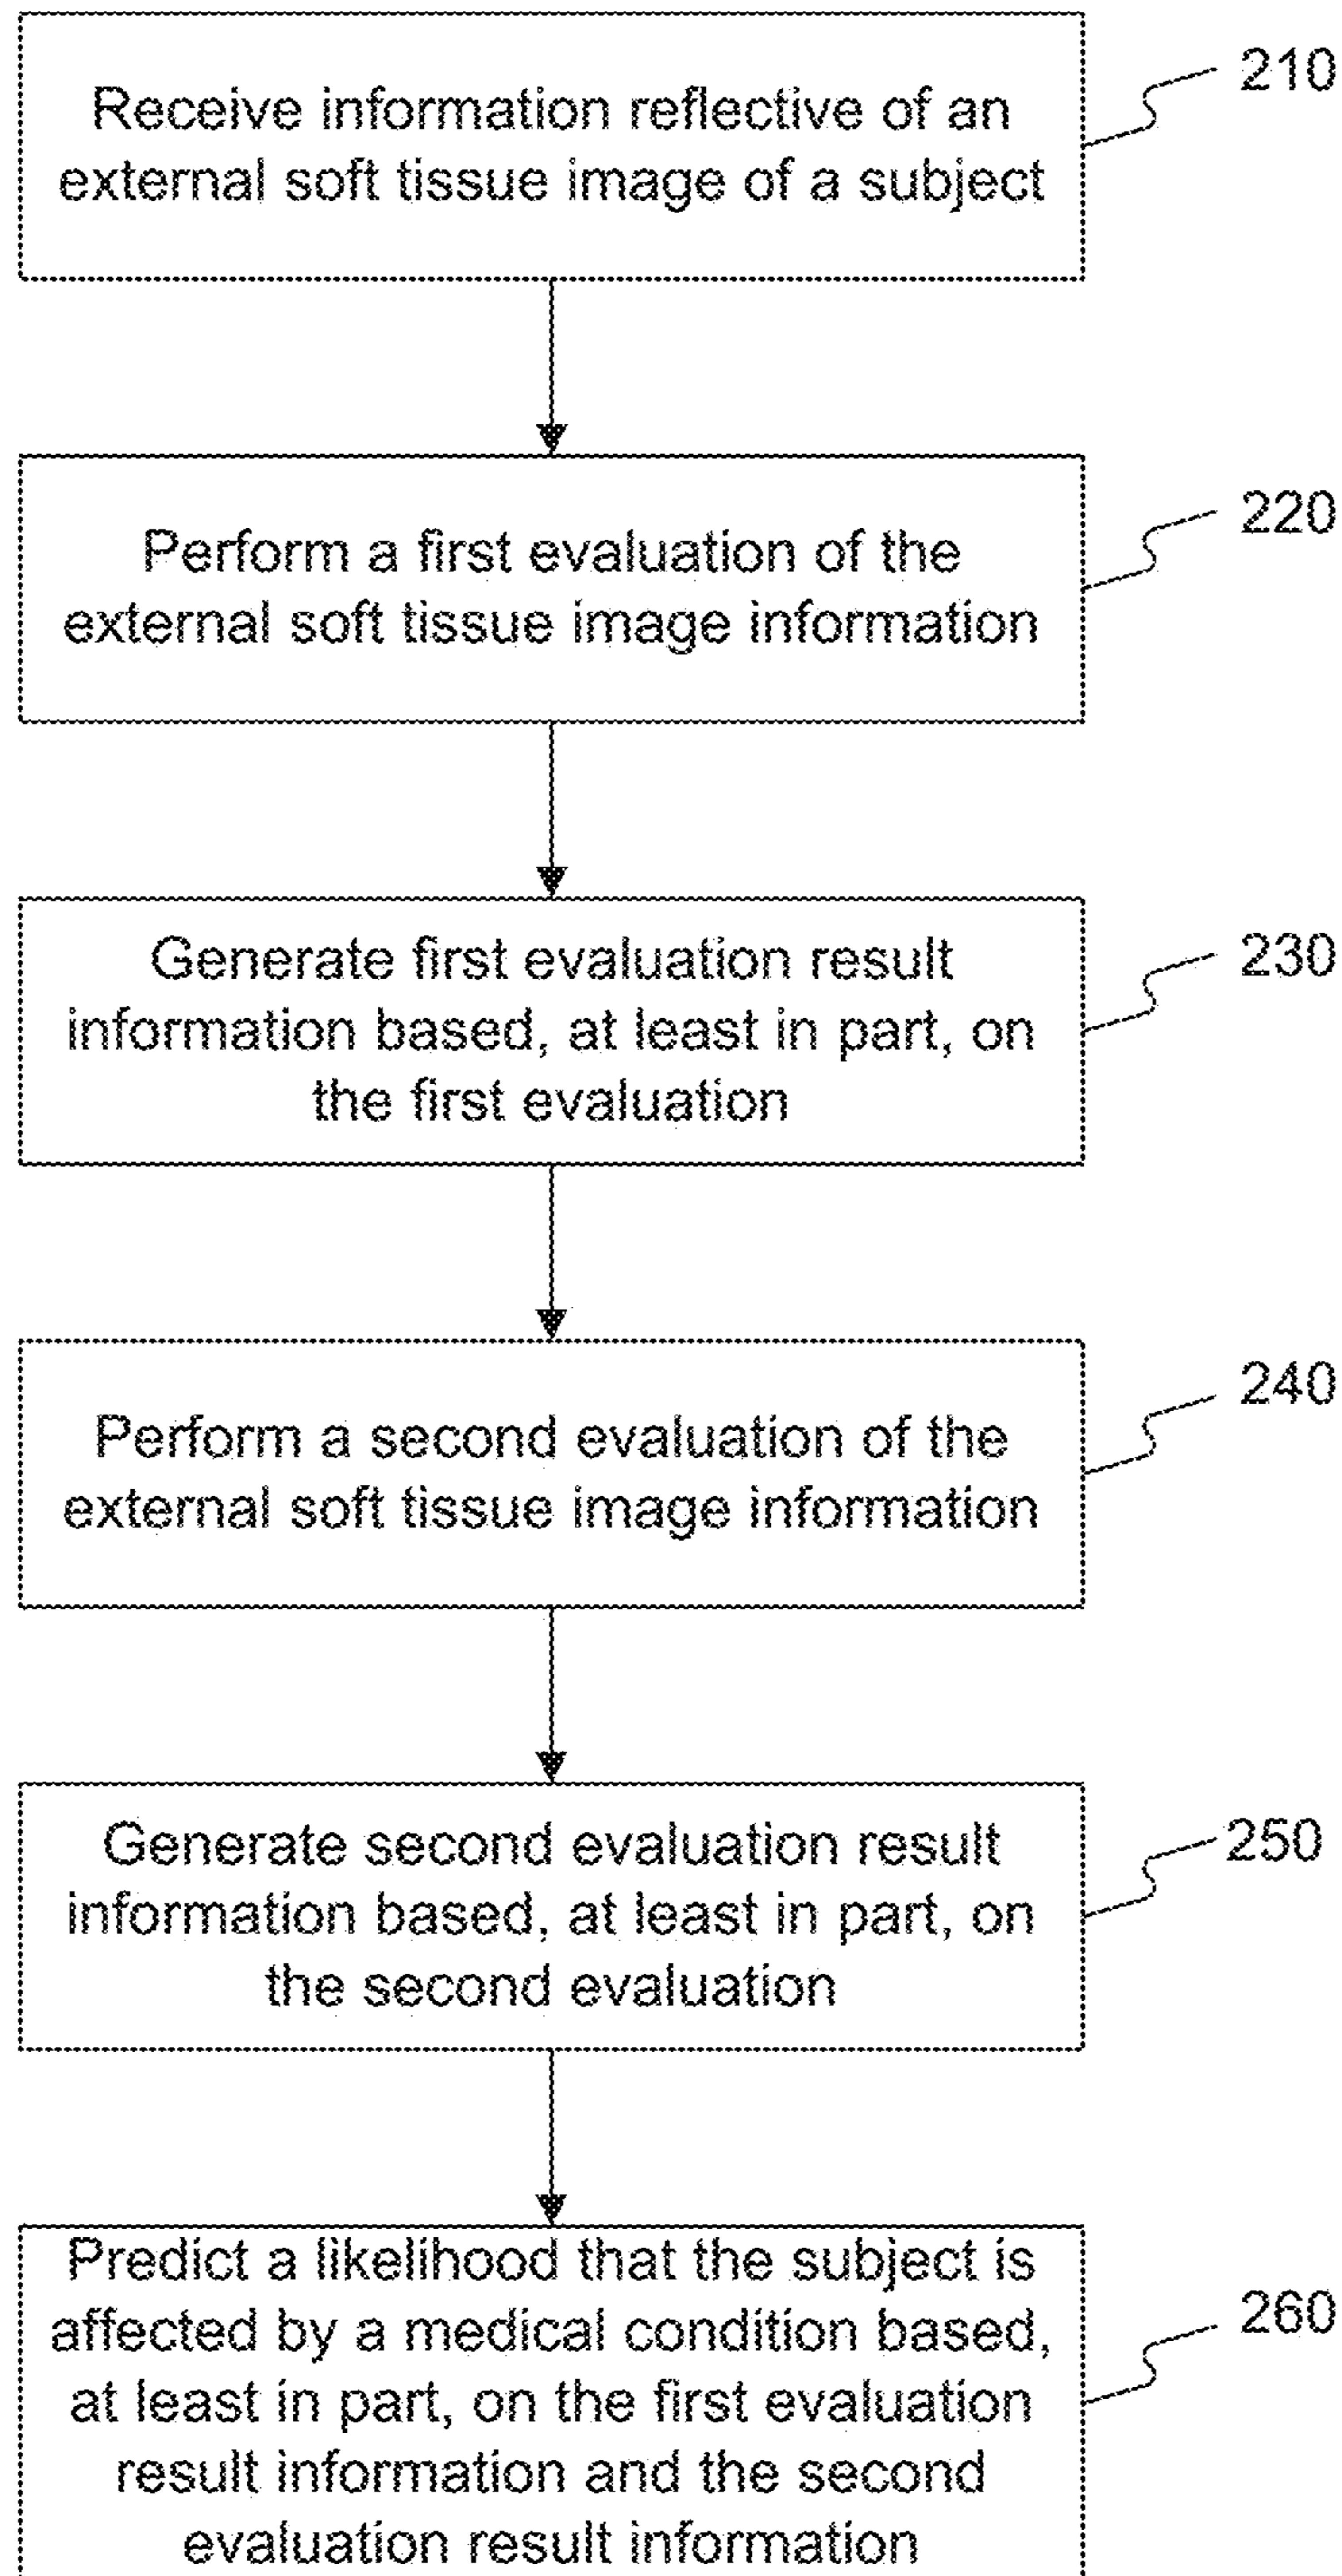 Receive information reflective of an
external soft tissue image of a subject
210
Perform a first evaluation of the
external soft tissue image information
220
Generate first evaluation result
information based, at least in part, on
the first evaluation
230
Perform a second evaluation of the
external soft tissue image information
240
Generate second evaluation result
information based, at least in part, on
the second evaluation
250
Predict a likelihood that the subject is
affected by a medical condition based,
at least in part, on the first evaluation
result information and the second
evaluation result information
260